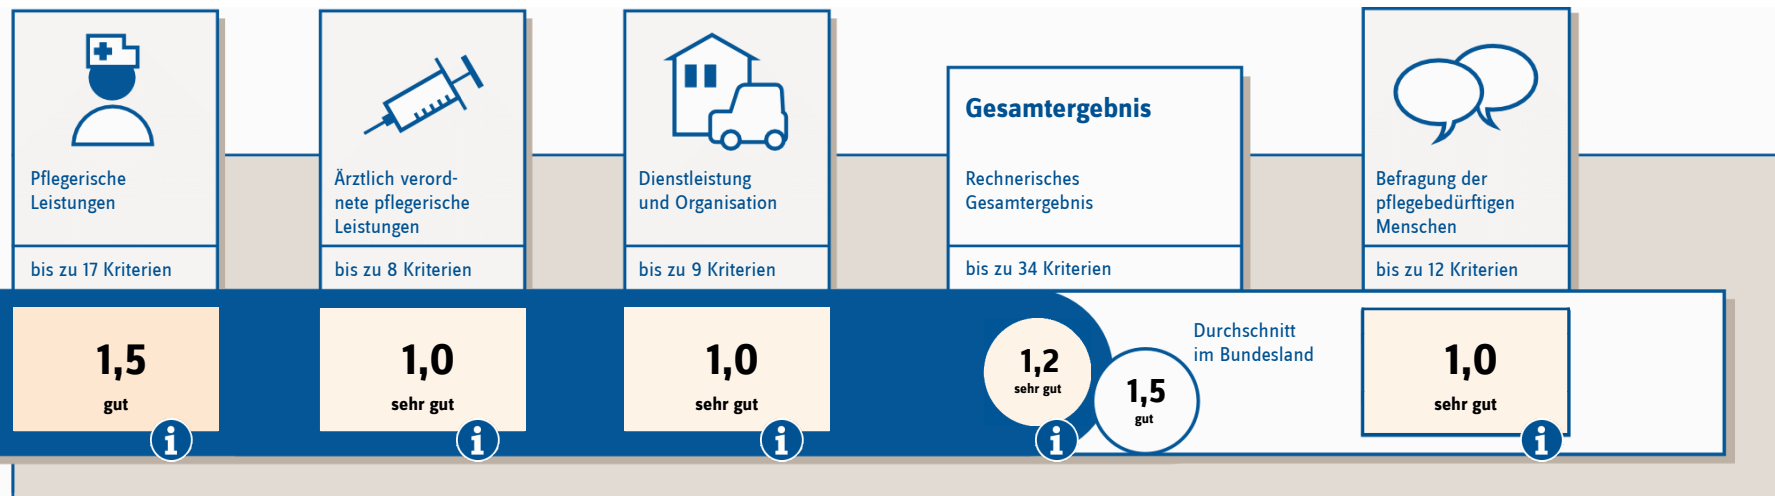 Pflegerische
Leistungen
bis zu 17 Kriterien
1,5
gut
i
Ärztlich verord-
nete pflegerische
Leistungen
bis zu 8 Kriterien
1,0
sehr gut
i
Dienstleistung
und Organisation
bis zu 9 Kriterien
1,0
sehr gut
i
Gesamtergebnis
Rechnerisches
Gesamtergebnis
bis zu 34 Kriterien
1,2
sehr gut
i
1,5
gut
Durchschnitt
im Bundesland
Befragung der
pflegebedürftigen
Menschen
bis zu 12 Kriterien
1,0
sehr gut
i